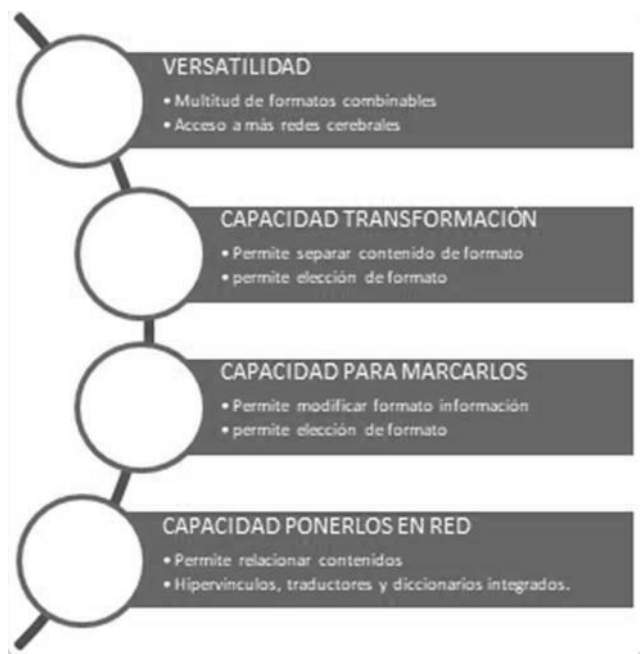 VERSATILIDAD
• Multitud de formatos combinables
• Acceso a más redes cerebrales
CAPACIDAD TRANSFORMACIÓN
• Permite separar contenido de formato
• permite elección de formato
CAPACIDAD PARA MARCARLOS
• Permite modificar formato información
• permite elección de formato
CAPACIDAD PONERLOS EN RED
• Permite relacionar contenidos
• Hipervinculos, traductores y diccionarios integrados.